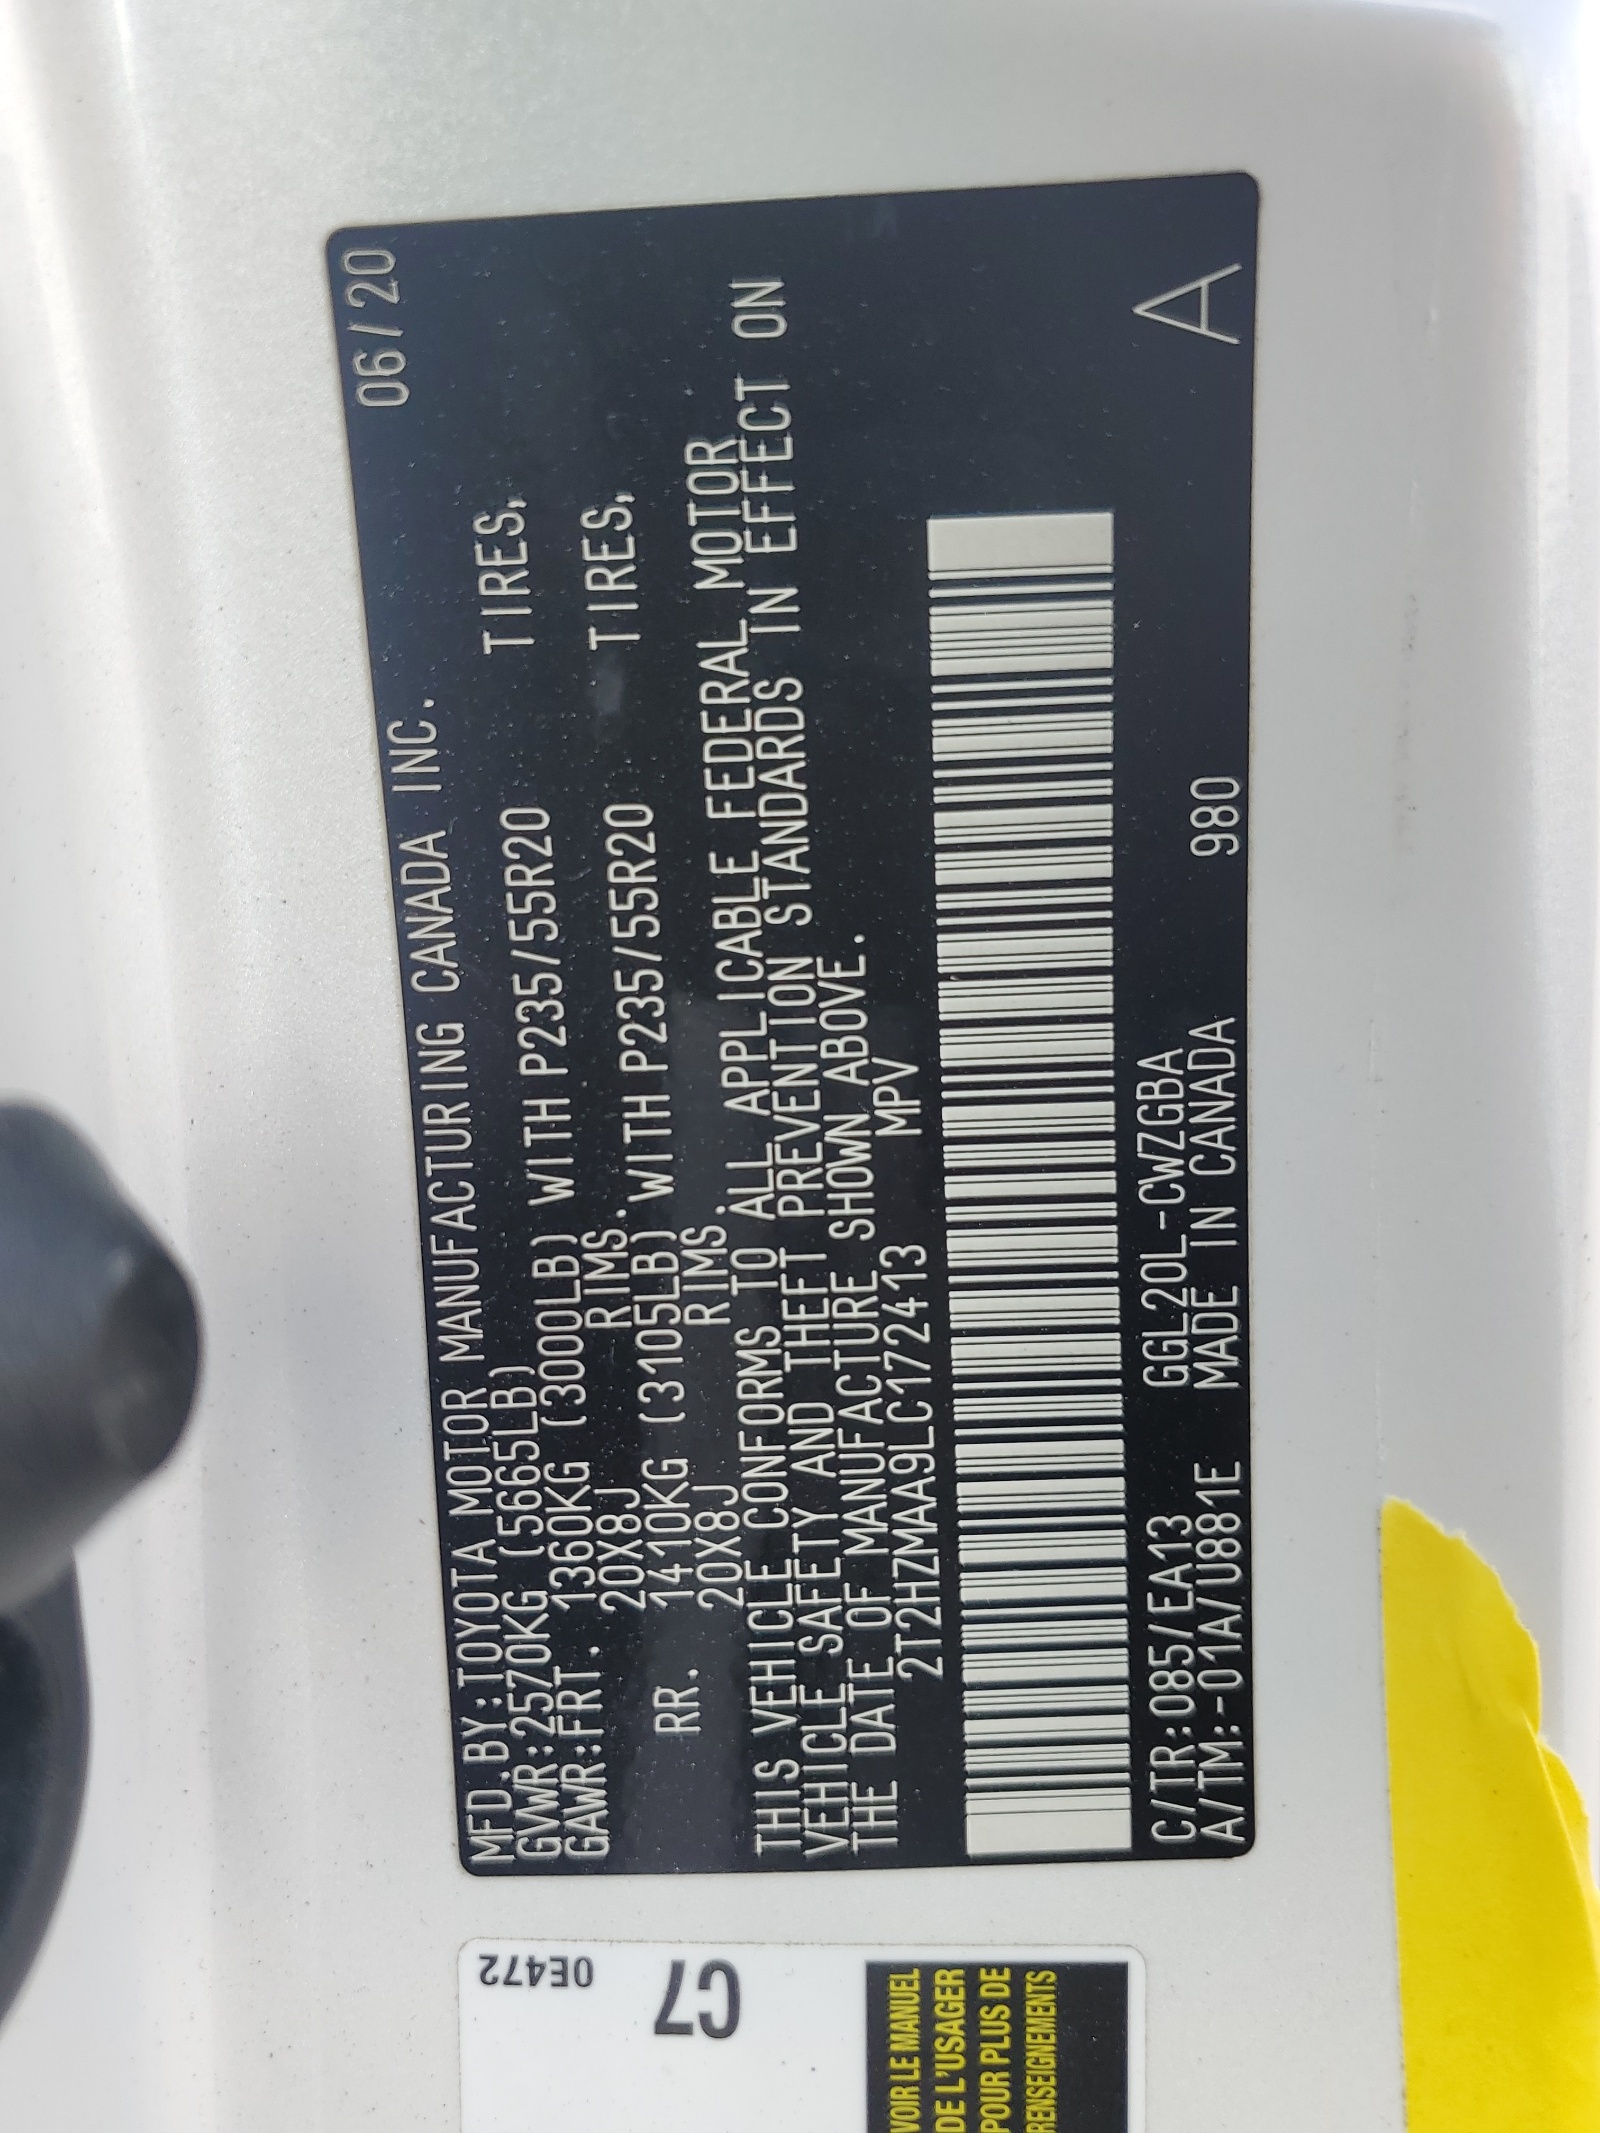 MFD.BY:TOYOTA MOTOR MANUFACTURING CANADA INC. 06/20
GVWR:2570KG (5665LB)
GAWR:FRT. 1360KG (3000LB) WITH P235/55R20 TIRES,
20X8J RIMS.
RR. 1410KG (3105LB) WITH P235/55R20 TIRES,
20X8J RIMS.
THIS VEHICLE CONFORMS TO ALL APPLICABLE FEDERAL MOTOR
VEHICLE SAFETY AND THEFT PREVENTION STANDARDS IN EFFECT ON
THE DATE OF MANUFACTURE SHOWN ABOVE.
2T2HZMAA9LC172413 MPV
C/TR:085/EA13 GGL20L-CWZGBA
A/TM:-01A/U881E MADE IN CANADA 980 A
0E472
C7
VOIR LE MANUEL
DE L'USAGER
POUR PLUS DE
RENSEIGNEMENTS